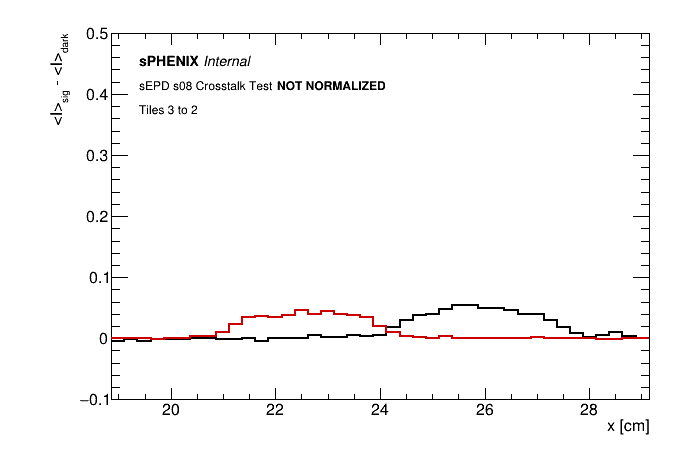 <I>sig - <I>dark
0.5
0.4
0.3
0.2
0.1
0
−0.1
sPHENIX Internal
sEPD s08 Crosstalk Test NOT NORMALIZED
Tiles 3 to 2
20 22 24 26 28
x [cm]